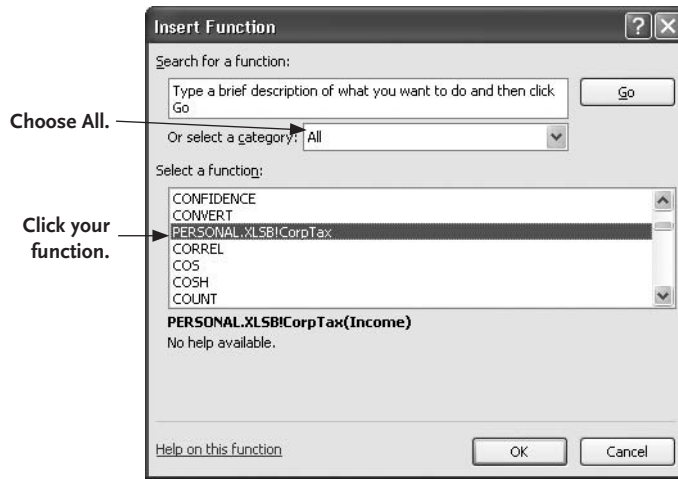 Insert Function
Search for a function:
Type a brief description of what you want to do and then click
Go
Go
Choose All.
Or select a category: All
Select a function:
CONFIDENCE
CONVERT
Click your
function.
PERSONAL.XLSB!CorpTax
CORREL
COS
COSH
COUNT
PERSONAL.XLSB!CorpTax(Income)
No help available.
Help on this function
OK
Cancel